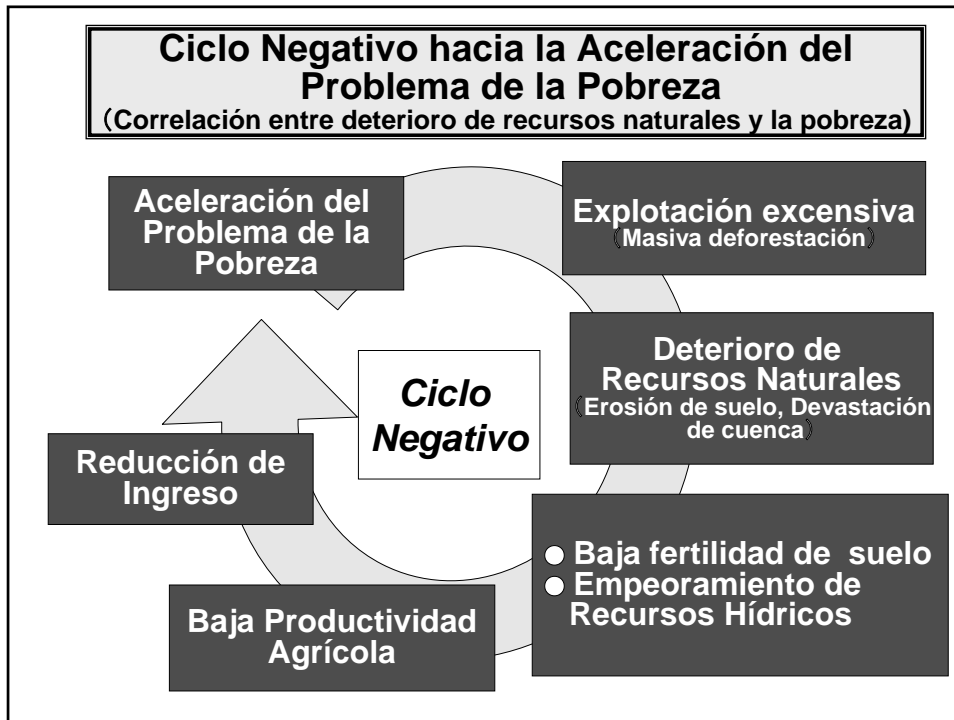 Ciclo Negativo hacia la Aceleración del
Problema de la Pobreza
（Correlación entre deterioro de recursos naturales y la pobreza)
Aceleración del
Problema de la
Pobreza
Explotación excensiva
（Masiva deforestación）
Deterioro de
Recursos Naturales
（Erosión de suelo, Devastación
de cuenca）
Ciclo
Negativo
Reducción de
Ingreso
● Baja fertilidad de suelo
● Empeoramiento de
Recursos Hídricos
Baja Productividad
Agrícola